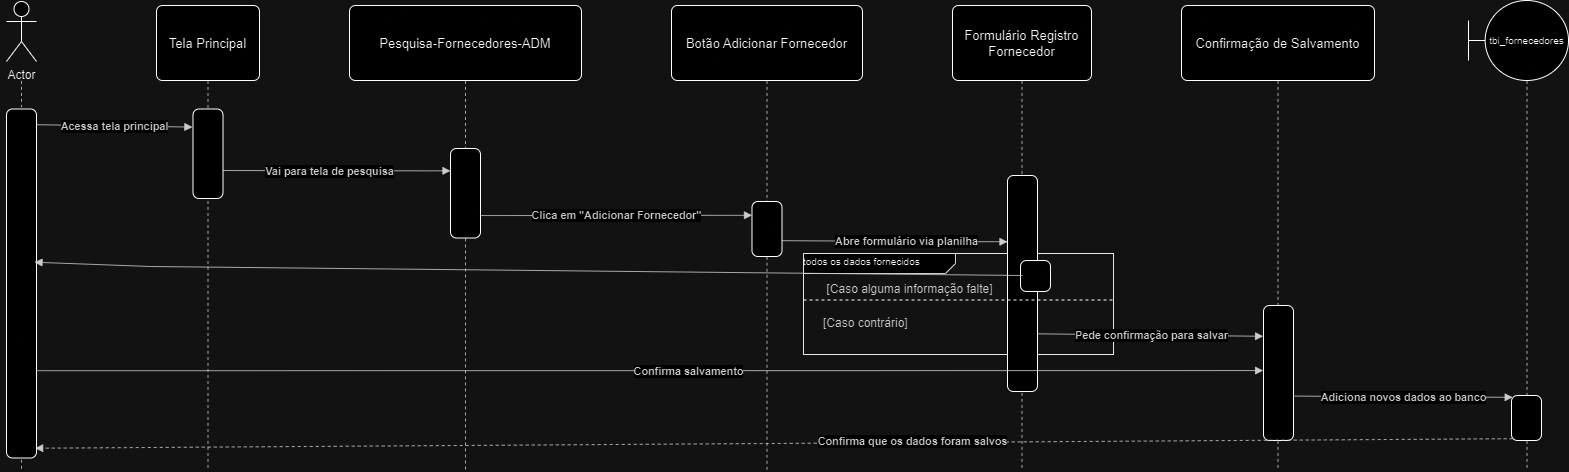 Actor
Tela Principal
Pesquisa-Fornecedores-ADM
Botão Adicionar Fornecedor
Formulário Registro
Fornecedor
Confirmação de Salvamento
tbi_fornecedores
Acessa tela principal
Vai para tela de pesquisa
Clica em "Adicionar Fornecedor"
Abre formulário via planilha
todos os dados fornecidos
[Caso alguma informação falte]
[Caso contrário]
Pede confirmação para salvar
Confirma salvamento
Adiciona novos dados ao banco
Confirma que os dados foram salvos